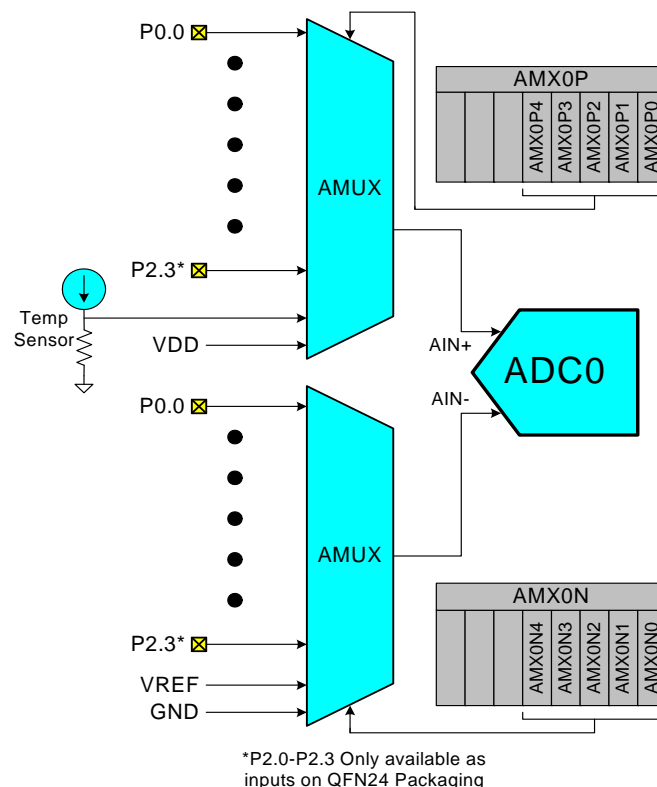 P0.0
AMX0P
AMX0P4
AMX0P3
AMX0P2
AMX0P1
AMX0P0
AMUX
P2.3*
Temp
Sensor
VDD
AIN+
ADC0
AIN-
P0.0
AMUX
AMX0N
AMX0N4
AMX0N3
AMX0N2
AMX0N1
AMX0N0
P2.3*
VREF
GND
*P2.0-P2.3 Only available as
inputs on QFN24 Packaging